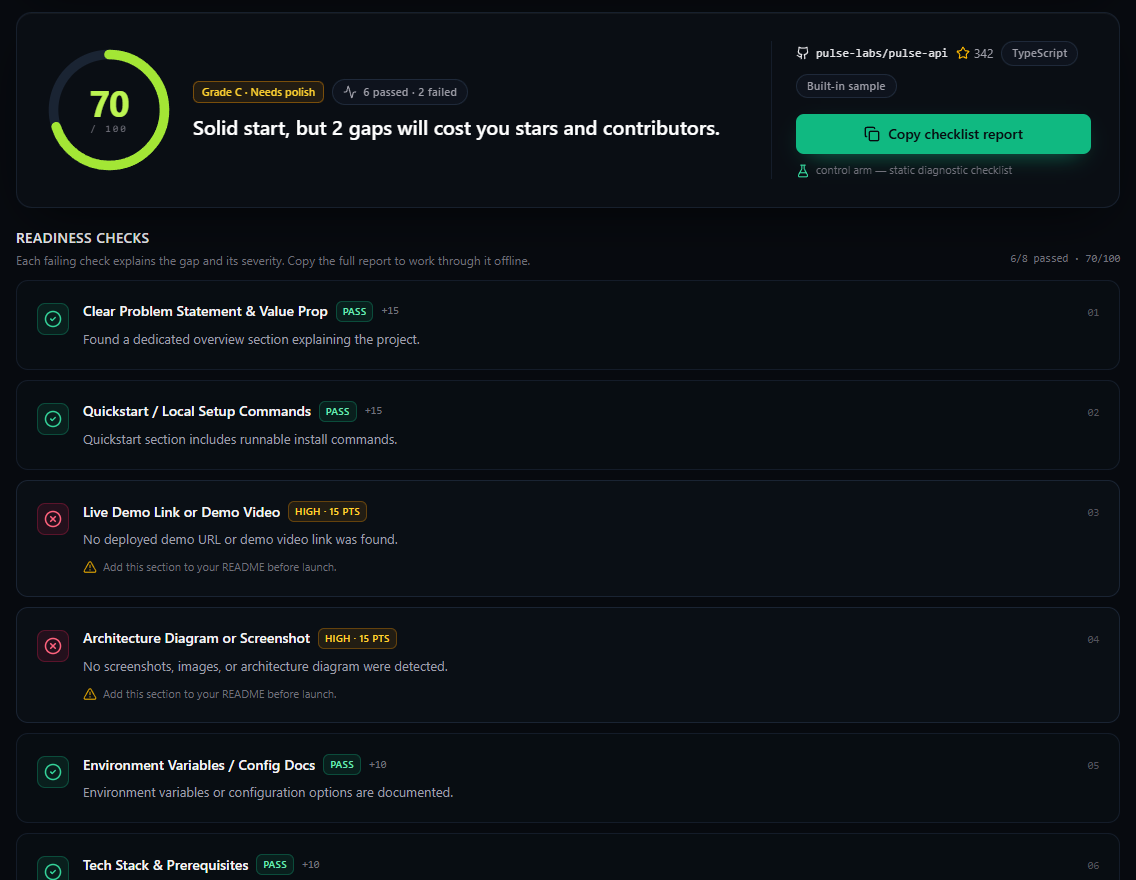 70
/ 100
Grade C · Needs polish
6 passed · 2 failed
Solid start, but 2 gaps will cost you stars and contributors.
pulse-labs/pulse-api 342 TypeScript
Built-in sample
Copy checklist report
control arm — static diagnostic checklist
READINESS CHECKS
Each failing check explains the gap and its severity. Copy the full report to work through it offline.
6/8 passed · 70/100
Clear Problem Statement & Value Prop PASS +15 01
Found a dedicated overview section explaining the project.
Quickstart / Local Setup Commands PASS +15 02
Quickstart section includes runnable install commands.
Live Demo Link or Demo Video HIGH · 15 PTS 03
No deployed demo URL or demo video link was found.
Add this section to your README before launch.
Architecture Diagram or Screenshot HIGH · 15 PTS 04
No screenshots, images, or architecture diagram were detected.
Add this section to your README before launch.
Environment Variables / Config Docs PASS +10 05
Environment variables or configuration options are documented.
Tech Stack & Prerequisites PASS +10 06